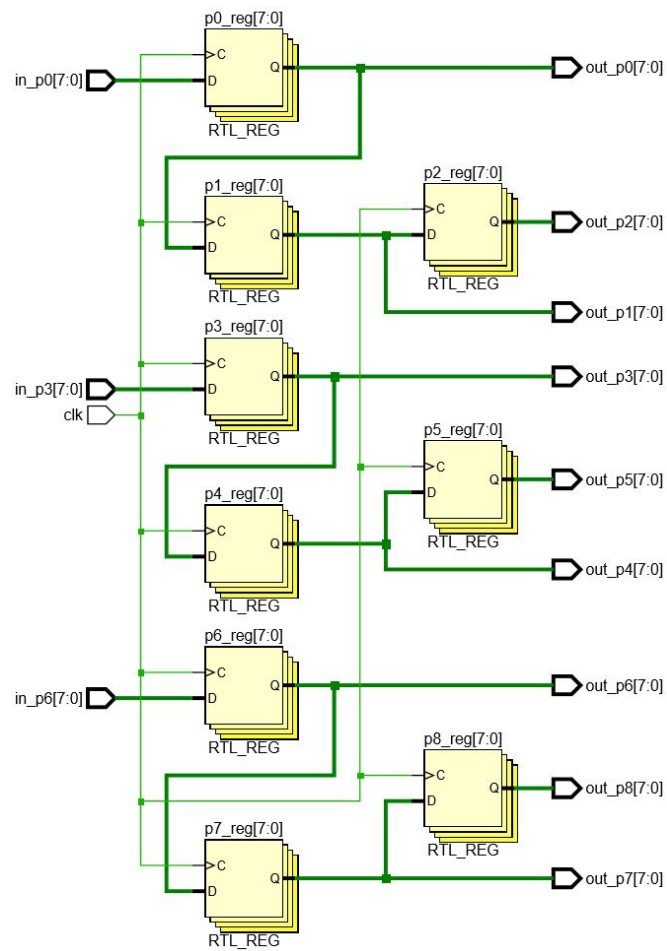 p0_reg[7:0]
in_p0[7:0]
C
D
Q
out_p0[7:0]
RTL_REG
p1_reg[7:0]
C
D
Q
RTL_REG
p2_reg[7:0]
C
D
Q
out_p2[7:0]
RTL_REG
out_p1[7:0]
p3_reg[7:0]
in_p3[7:0]
C
D
Q
out_p3[7:0]
RTL_REG
clk
p4_reg[7:0]
C
D
Q
RTL_REG
p5_reg[7:0]
C
D
Q
out_p5[7:0]
RTL_REG
out_p4[7:0]
p6_reg[7:0]
in_p6[7:0]
C
D
Q
out_p6[7:0]
RTL_REG
p8_reg[7:0]
C
D
Q
out_p8[7:0]
RTL_REG
p7_reg[7:0]
C
D
Q
out_p7[7:0]
RTL_REG